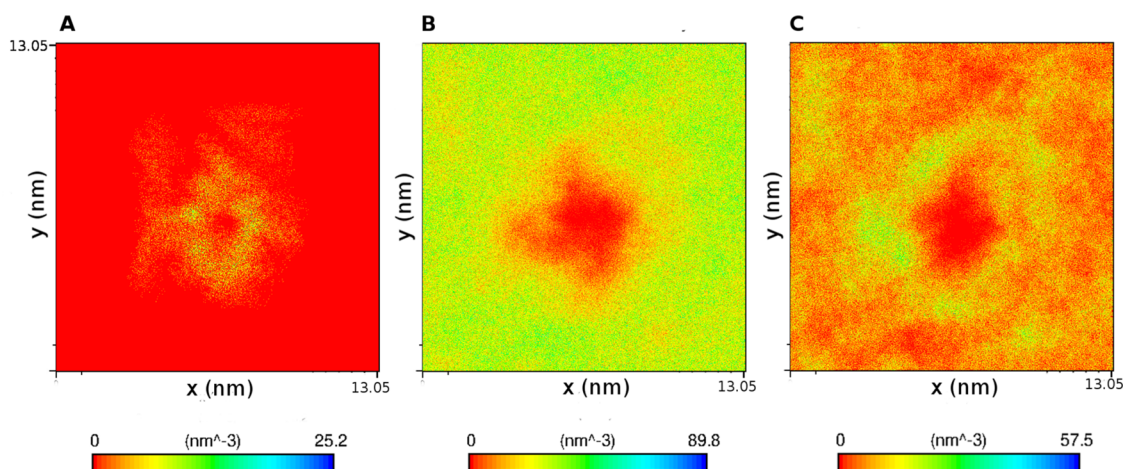 A B C
13.05
y (nm) y (nm) y (nm)
x (nm) x (nm) x (nm)
13.05 13.05 13.05
0 (nm^-3) 25.2 0 (nm^-3) 89.8 0 (nm^-3) 57.5